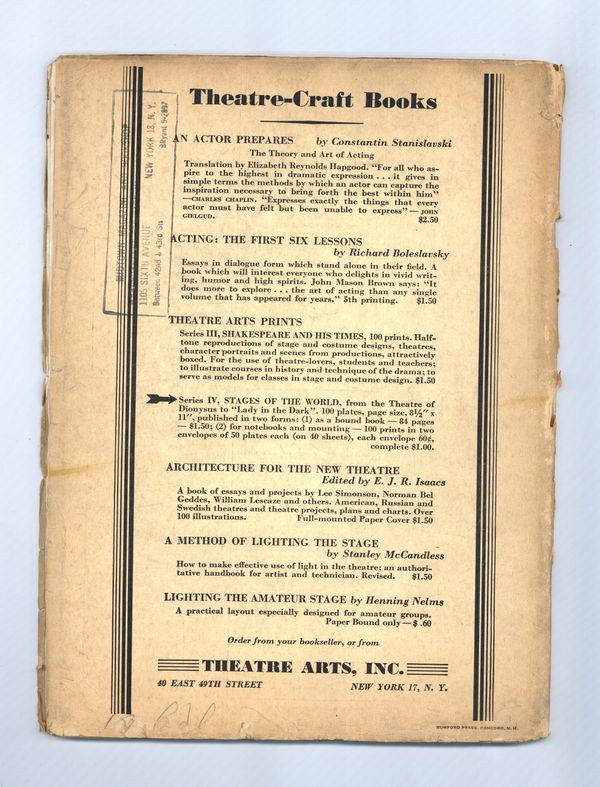 Theatre-Craft Books
AN ACTOR PREPARES by Constantin Stanislavski
The Theory and Art of Acting
Translation by Elizabeth Reynolds Hapgood. "For all who as-
pire to the highest in dramatic expression . . . it gives in
simple terms the methods by which an actor can capture the
inspiration necessary to bring forth the best within him"
—CHARLES CHAPLIN. "Expresses exactly the things that every
actor must have felt but been unable to express" — JOHN
GIELGUD. $2.50
ACTING: THE FIRST SIX LESSONS
by Richard Boleslavsky
Essays in dialogue form which stand alone in their field. A
book which will interest everyone who delights in vivid writ-
ing, humor and high spirits. John Mason Brown says: "It
does more to explore . . . the art of acting than any single
volume that has appeared for years." 5th printing. $1.50
THEATRE ARTS PRINTS
Series III, SHAKESPEARE AND HIS TIMES, 100 prints. Half-
tone reproductions of stage and costume designs, theatres,
character portraits and scenes from productions, attractively
boxed. For the use of theatre-lovers, students and teachers;
to illustrate courses in history and technique of the drama; to
serve as models for classes in stage and costume design. $1.50
Series IV, STAGES OF THE WORLD, from the Theatre of
Dionysus to "Lady in the Dark". 100 plates, page size, 8½" x
11", published in two forms: (1) as a bound book — 84 pages
— $1.50; (2) for notebooks and mounting — 100 prints in two
envelopes of 50 plates each (on 40 sheets), each envelope 60¢,
complete $1.00.
ARCHITECTURE FOR THE NEW THEATRE
Edited by E. J. R. Isaacs
A book of essays and projects by Lee Simonson, Norman Bel
Geddes, William Lescaze and others. American, Russian and
Swedish theatres and theatre projects, plans and charts. Over
100 illustrations. Full-mounted Paper Cover $1.50
A METHOD OF LIGHTING THE STAGE
by Stanley McCandless
How to make effective use of light in the theatre; an authori-
tative handbook for artist and technician. Revised. $1.50
LIGHTING THE AMATEUR STAGE by Henning Nelms
A practical layout especially designed for amateur groups.
Paper Bound only — $ .60
Order from your bookseller, or from
THEATRE ARTS, INC.
40 EAST 49TH STREET NEW YORK 17, N. Y.
RUMFORD PRESS, CONCORD, N. H.
1105 SIXTH AVENUE
Between 42nd & 43rd Sts
NEW YORK 18, N. Y.